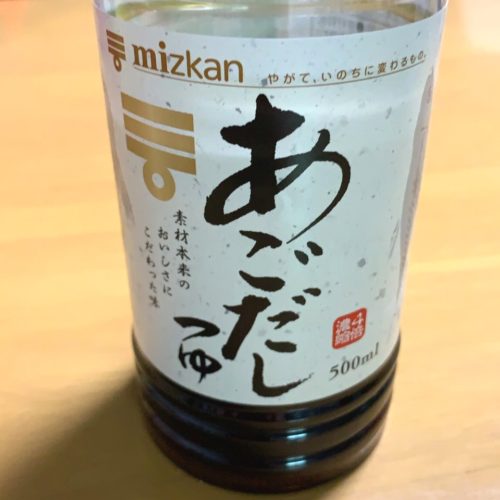 mizkan
やがて、いのちに変わるもの。
あごだし
つゆ
素材本来の
おいしさに
こだわった味
4倍
濃縮
500ml